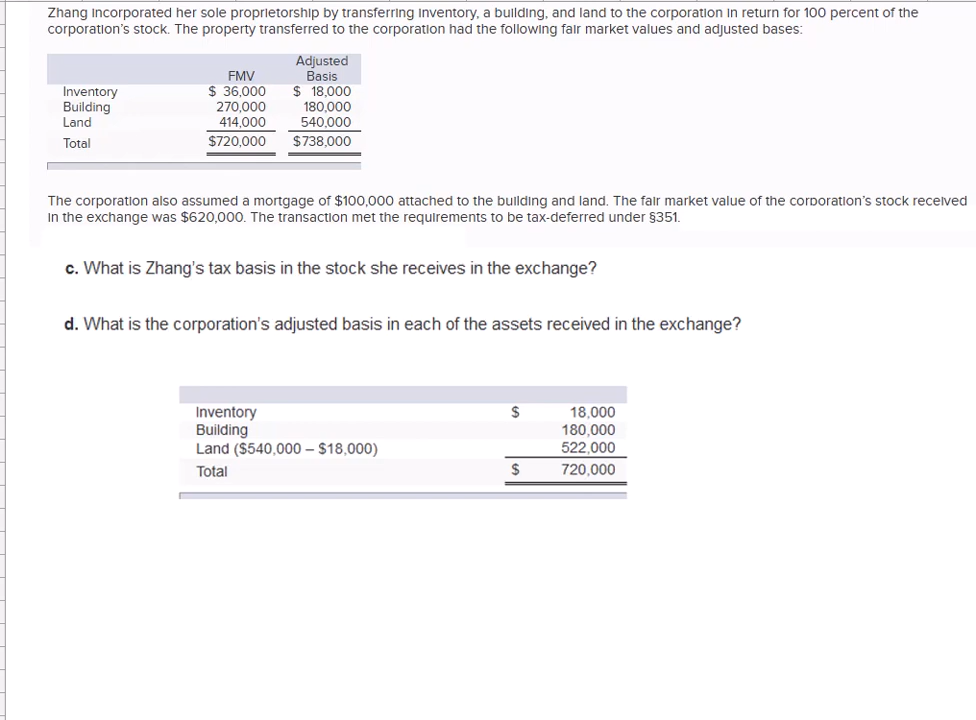 Zhang incorporated her sole proprietorship by transferring inventory, a building, and land to the corporation in return for 100 percent of the
corporation's stock. The property transferred to the corporation had the following fair market values and adjusted bases:
Adjusted
FMV Basis
Inventory $ 36,000 $ 18,000
Building 270,000 180,000
Land 414,000 540,000
Total $720,000 $738,000
The corporation also assumed a mortgage of $100,000 attached to the building and land. The fair market value of the corporation's stock received
in the exchange was $620,000. The transaction met the requirements to be tax-deferred under §351.
c. What is Zhang's tax basis in the stock she receives in the exchange?
d. What is the corporation's adjusted basis in each of the assets received in the exchange?
Inventory $ 18,000
Building 180,000
Land ($540,000 – $18,000) 522,000
Total $ 720,000